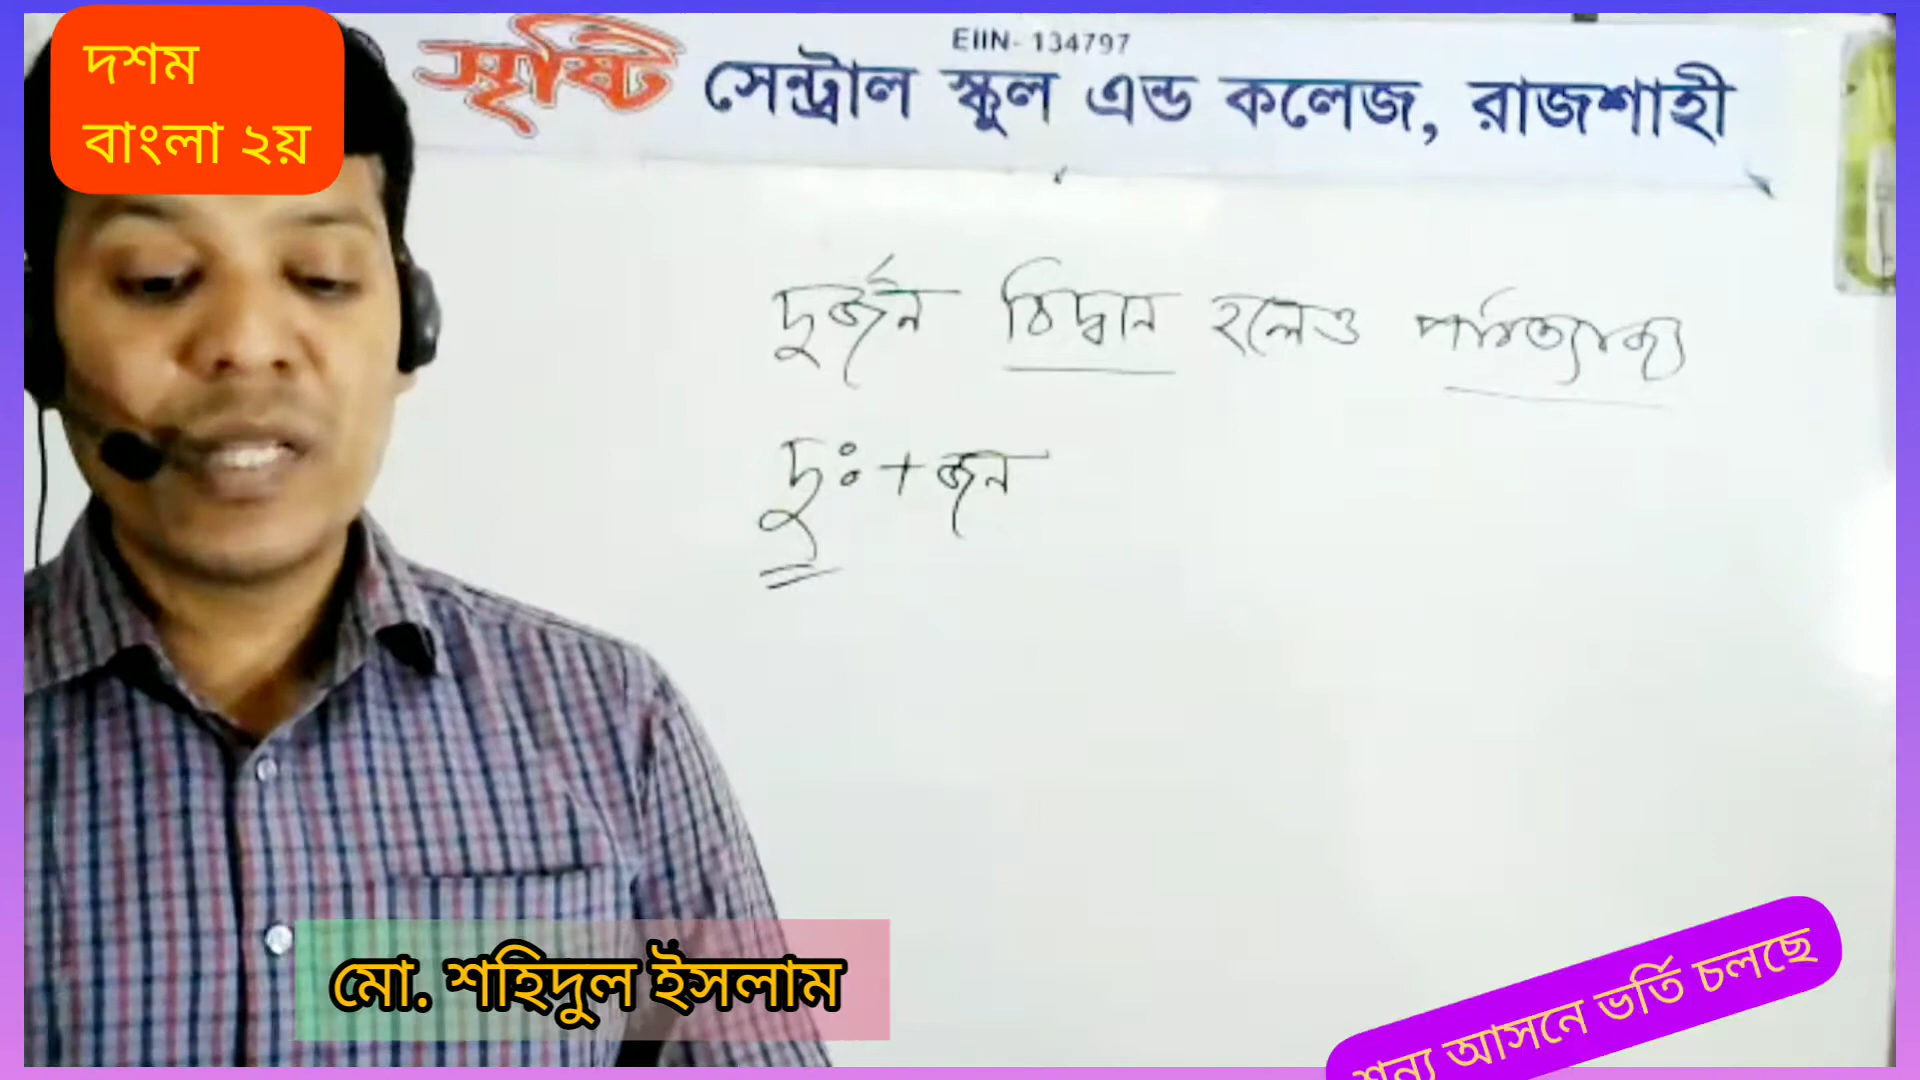 দশম
বাংলা ২য়
EIIN- 134797
সৃষ্টি সেন্ট্রাল স্কুল এন্ড কলেজ, রাজশাহী
দুর্জন বিদ্বান হলেও পরিত্যাজ্য
দুঃ + জন
মো. শহিদুল ইসলাম
শূন্য আসনে ভর্তি চলছে